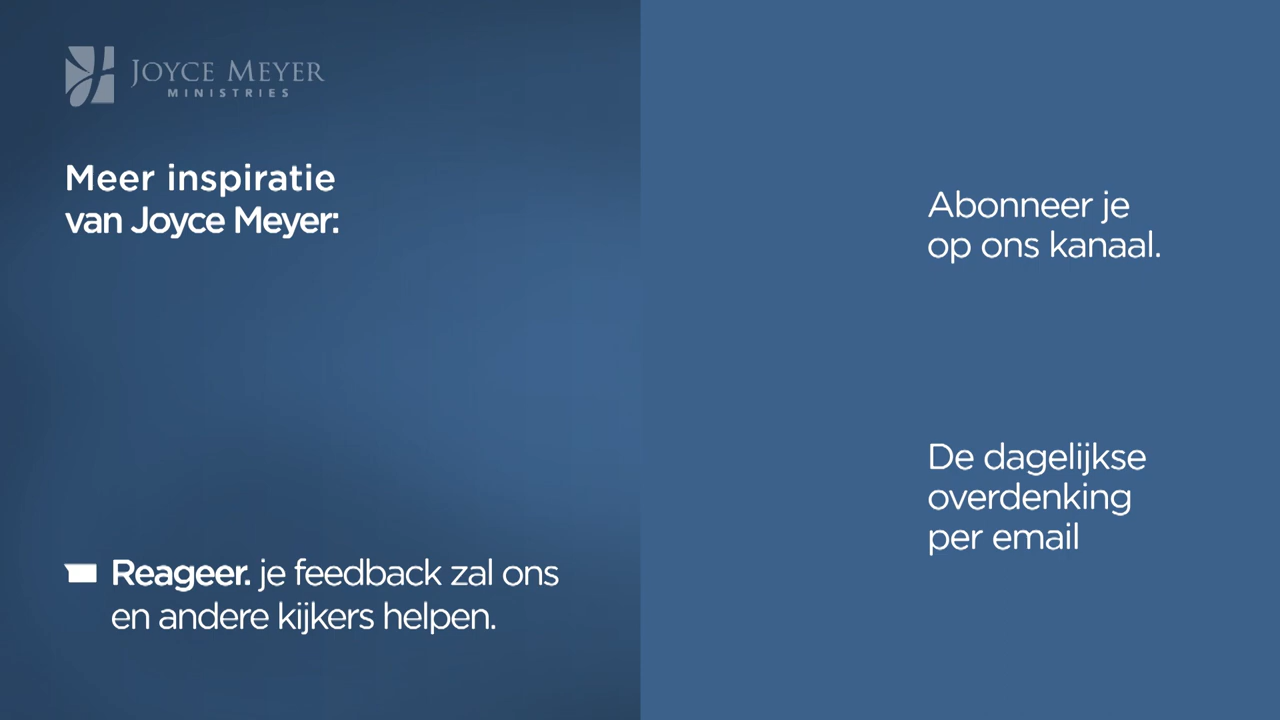 JOYCE MEYER
MINISTRIES
Meer inspiratie
van Joyce Meyer:
Reageer. je feedback zal ons
en andere kijkers helpen.
Abonneer je
op ons kanaal.
De dagelijkse
overdenking
per email